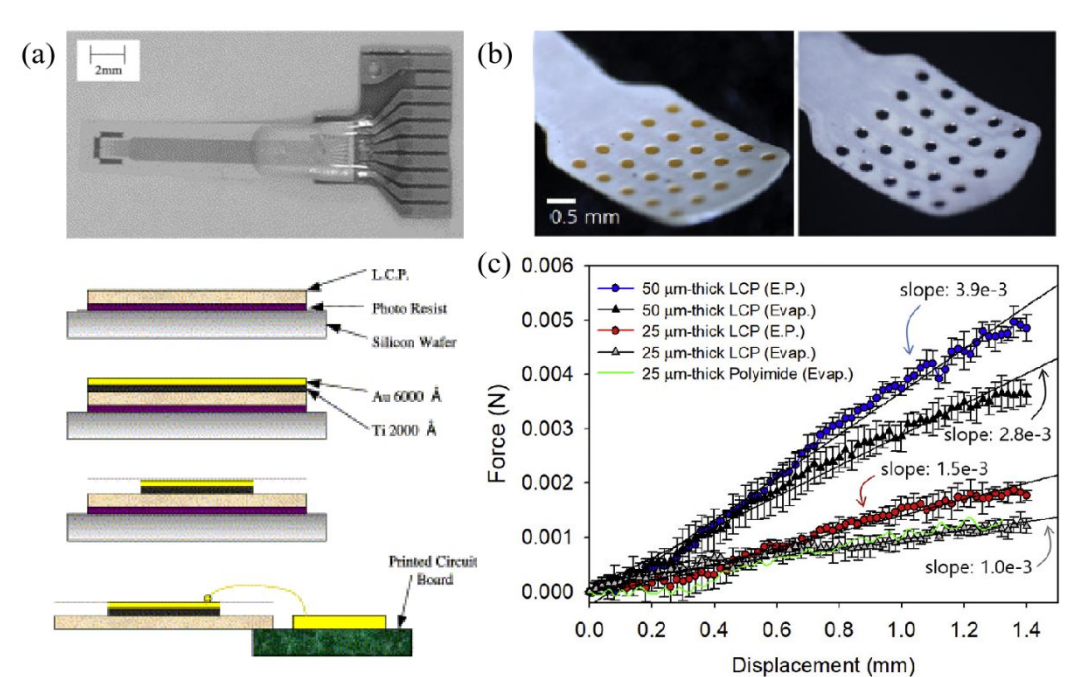 (a)
2mm
L.C.P.
Photo Resist
Silicon Wafer
Au 6000 Å
Ti 2000 Å
Printed Circuit
Board
(b)
0.5 mm
(c)
0.006
0.005
0.004
0.003
0.002
0.001
0.000
Force (N)
50 μm-thick LCP (E.P.)
50 μm-thick LCP (Evap.)
25 μm-thick LCP (E.P.)
25 μm-thick LCP (Evap.)
25 μm-thick Polyimide (Evap.)
slope: 3.9e-3
slope: 2.8e-3
slope: 1.5e-3
slope: 1.0e-3
0.0 0.2 0.4 0.6 0.8 1.0 1.2 1.4
Displacement (mm)